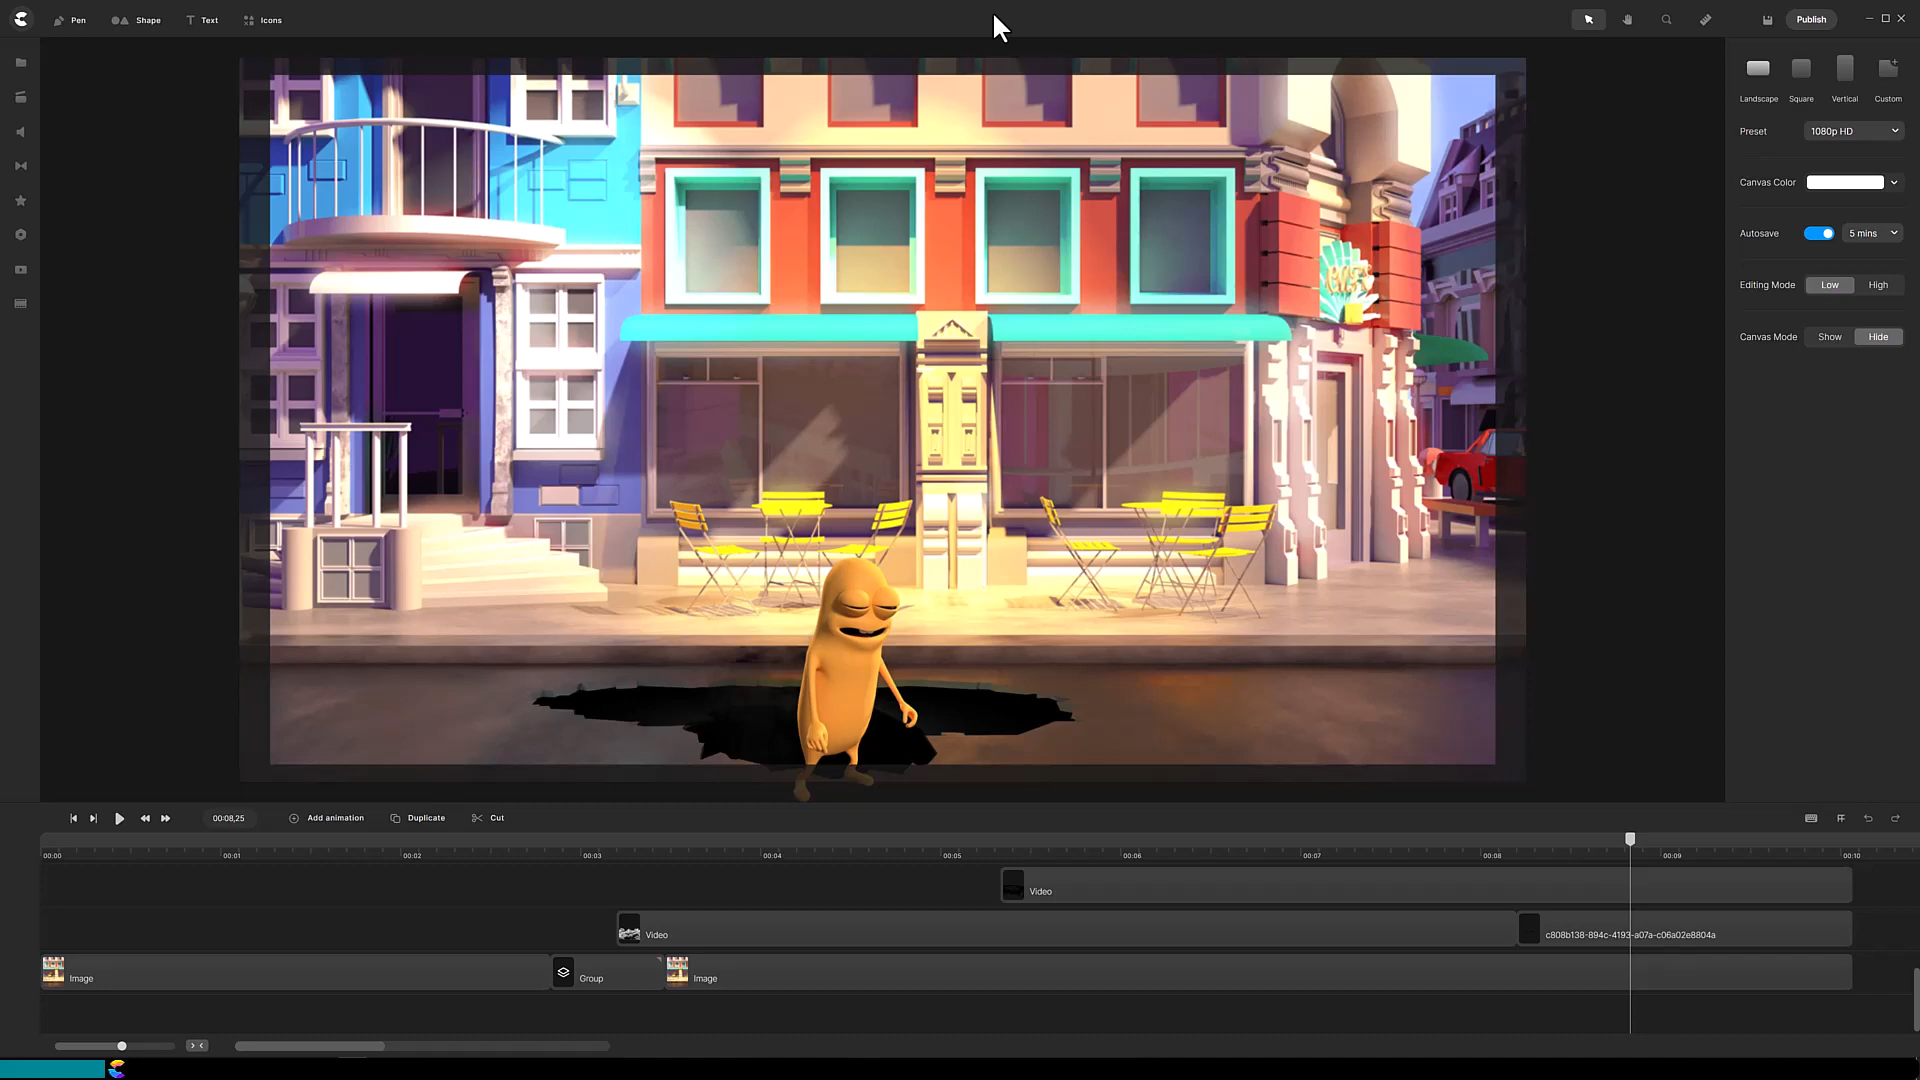 Pen Shape Text Icons Publish
Landscape Square Vertical Custom
Preset 1080p HD
Canvas Color
Autosave 5 mins
Editing Mode Low High
Canvas Mode Show Hide
00:08,25 Add animation Duplicate Cut
00:00 00:01 00:02 00:03 00:04 00:05 00:06 00:07 00:08 00:09 00:10
Video
Video c808b138-894c-4193-a07a-c06a02e8804a
Image Group Image